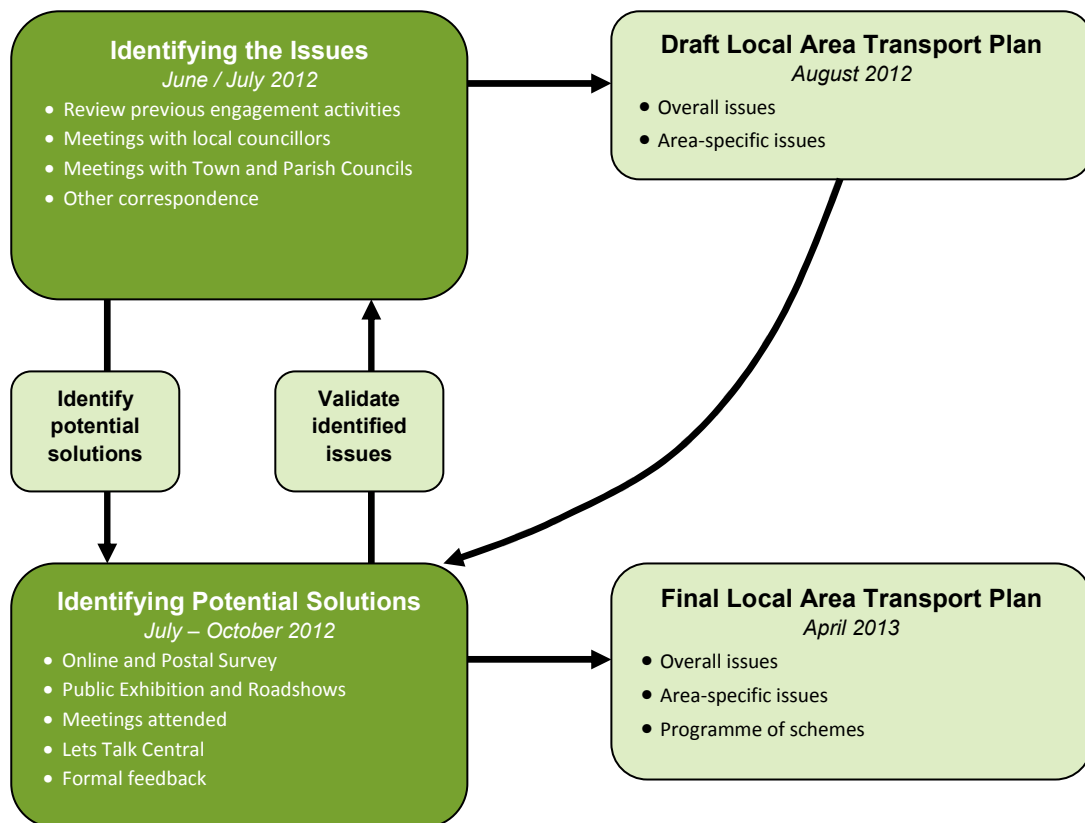 Identifying the Issues
June / July 2012
• Review previous engagement activities
• Meetings with local councillors
• Meetings with Town and Parish Councils
• Other correspondence
Draft Local Area Transport Plan
August 2012
• Overall issues
• Area-specific issues
Identify
potential
solutions
Validate
identified
issues
Identifying Potential Solutions
July – October 2012
• Online and Postal Survey
• Public Exhibition and Roadshows
• Meetings attended
• Lets Talk Central
• Formal feedback
Final Local Area Transport Plan
April 2013
• Overall issues
• Area-specific issues
• Programme of schemes